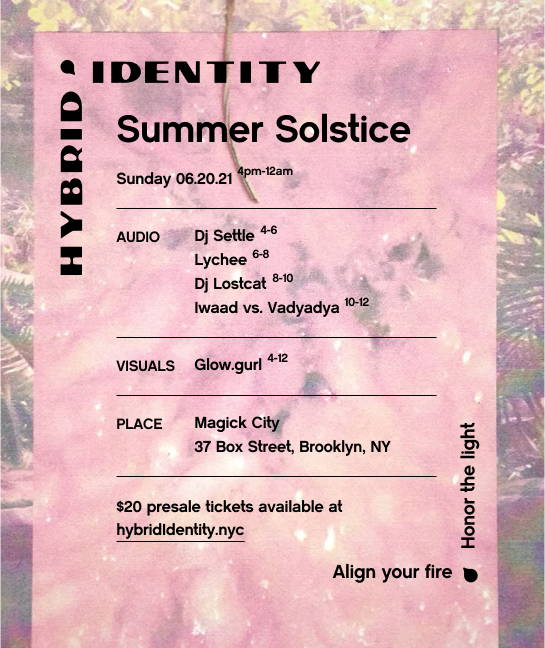 HYBRID
IDENTITY
Summer Solstice
Sunday 06.20.21 4pm-12am
AUDIO
Dj Settle 4-6
Lychee 6-8
Dj Lostcat 8-10
Iwaad vs. Vadyadya 10-12
VISUALS
Glow.gurl 4-12
PLACE
Magick City
37 Box Street, Brooklyn, NY
$20 presale tickets available at
hybridIdentity.nyc
Honor the light
Align your fire